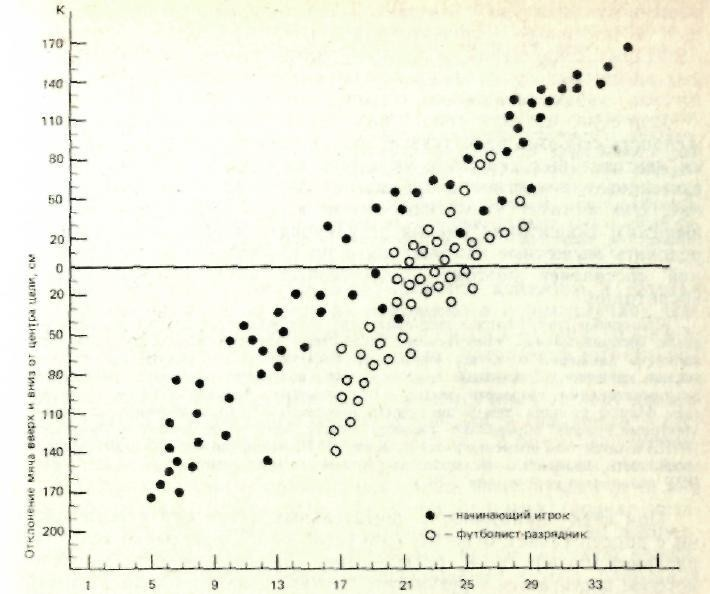 К
170
140
110
80
50
20
0
20
50
80
110
140
170
200
Отклонение мяча вверх и вниз от центра цели, см
● – начинающий игрок
○ – футболист-разрядник
1 5 9 13 17 21 25 29 33